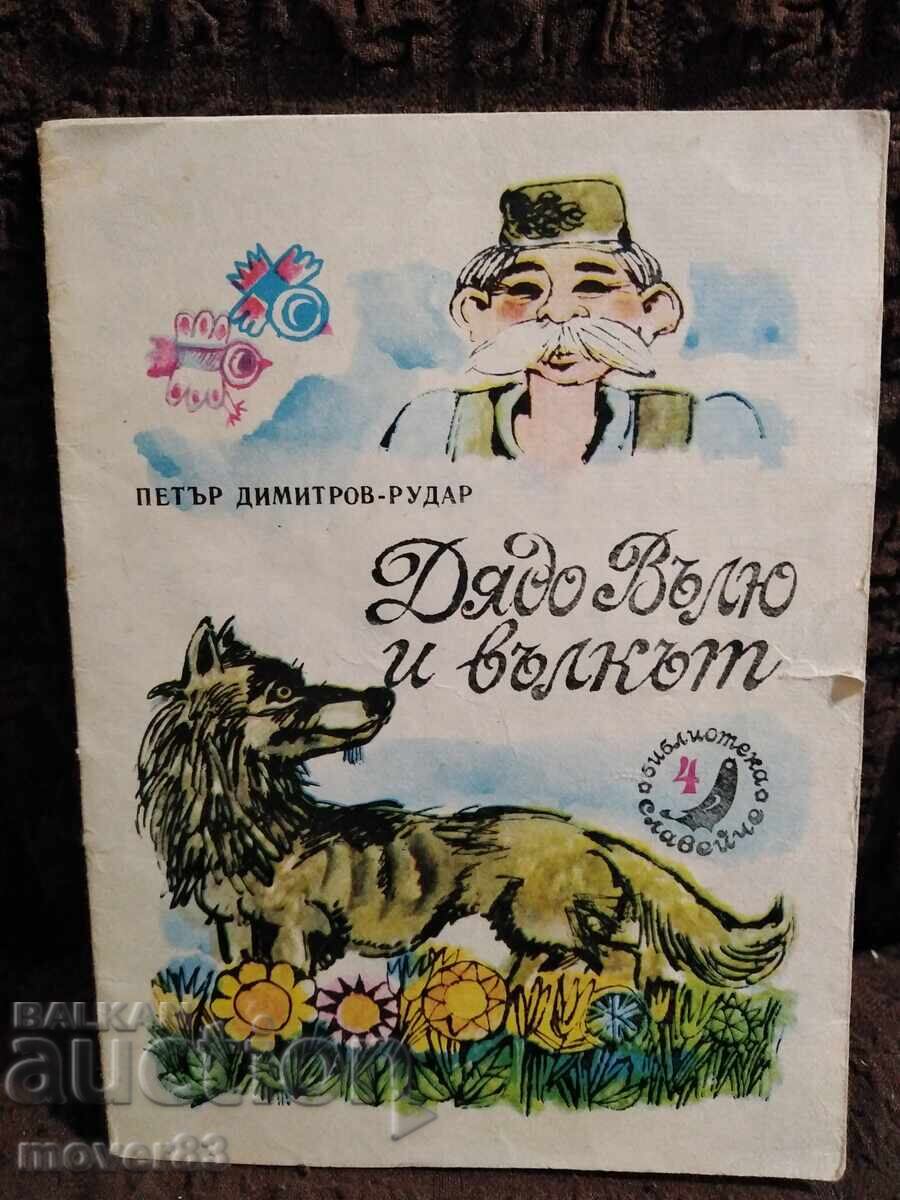 ПЕТЪР ДИМИТРОВ-РУДАР
Дядо Вълю
и вълкът
библиотека
4
славейче
BALKAN
auction
mover83